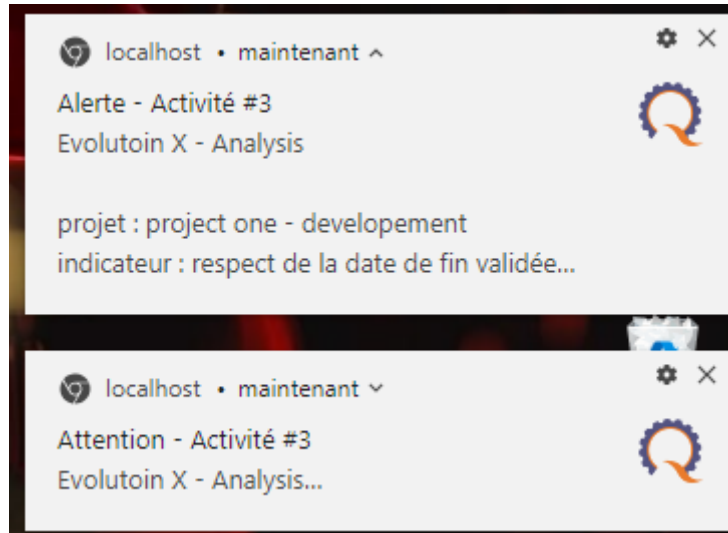 localhost • maintenant
Alerte - Activité #3
Evolutoin X - Analysis
projet : project one - developement
indicateur : respect de la date de fin validée...
localhost • maintenant
Attention - Activité #3
Evolutoin X - Analysis...